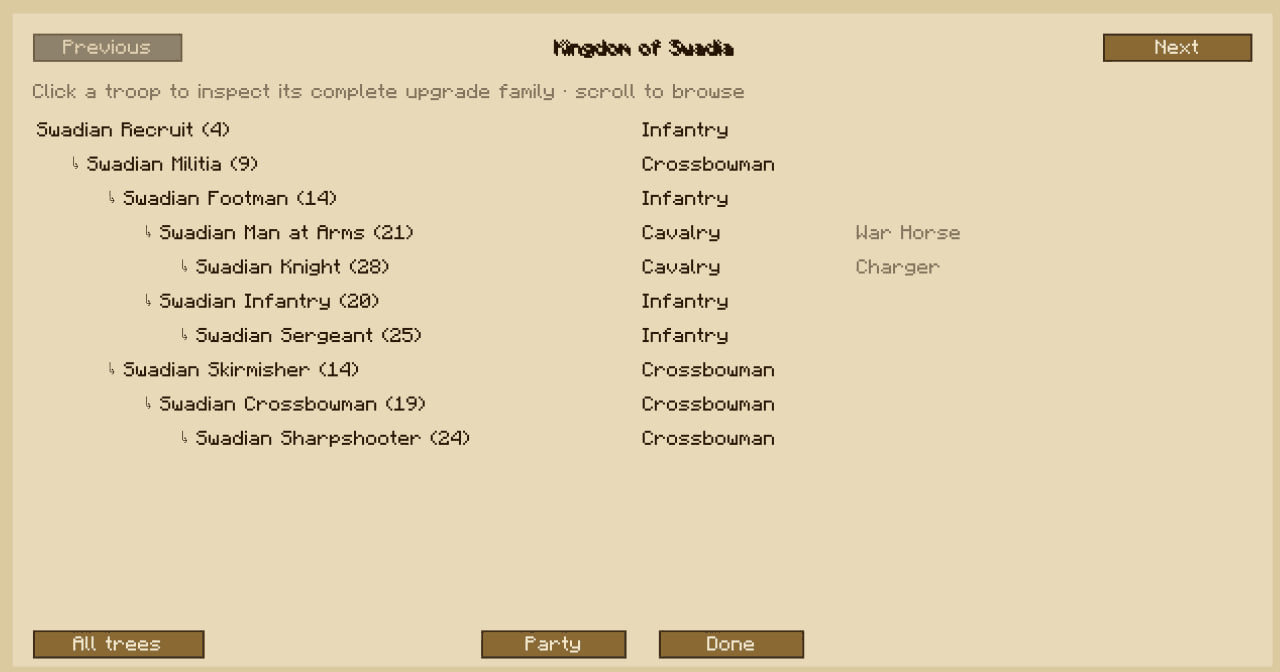 Previous
Kingdom of Swadia
Next
Click a troop to inspect its complete upgrade family · scroll to browse
Swadian Recruit (4) Infantry
↳ Swadian Militia (9) Crossbowman
↳ Swadian Footman (14) Infantry
↳ Swadian Man at Arms (21) Cavalry War Horse
↳ Swadian Knight (28) Cavalry Charger
↳ Swadian Infantry (20) Infantry
↳ Swadian Sergeant (25) Infantry
↳ Swadian Skirmisher (14) Crossbowman
↳ Swadian Crossbowman (19) Crossbowman
↳ Swadian Sharpshooter (24) Crossbowman
All trees
Party
Done